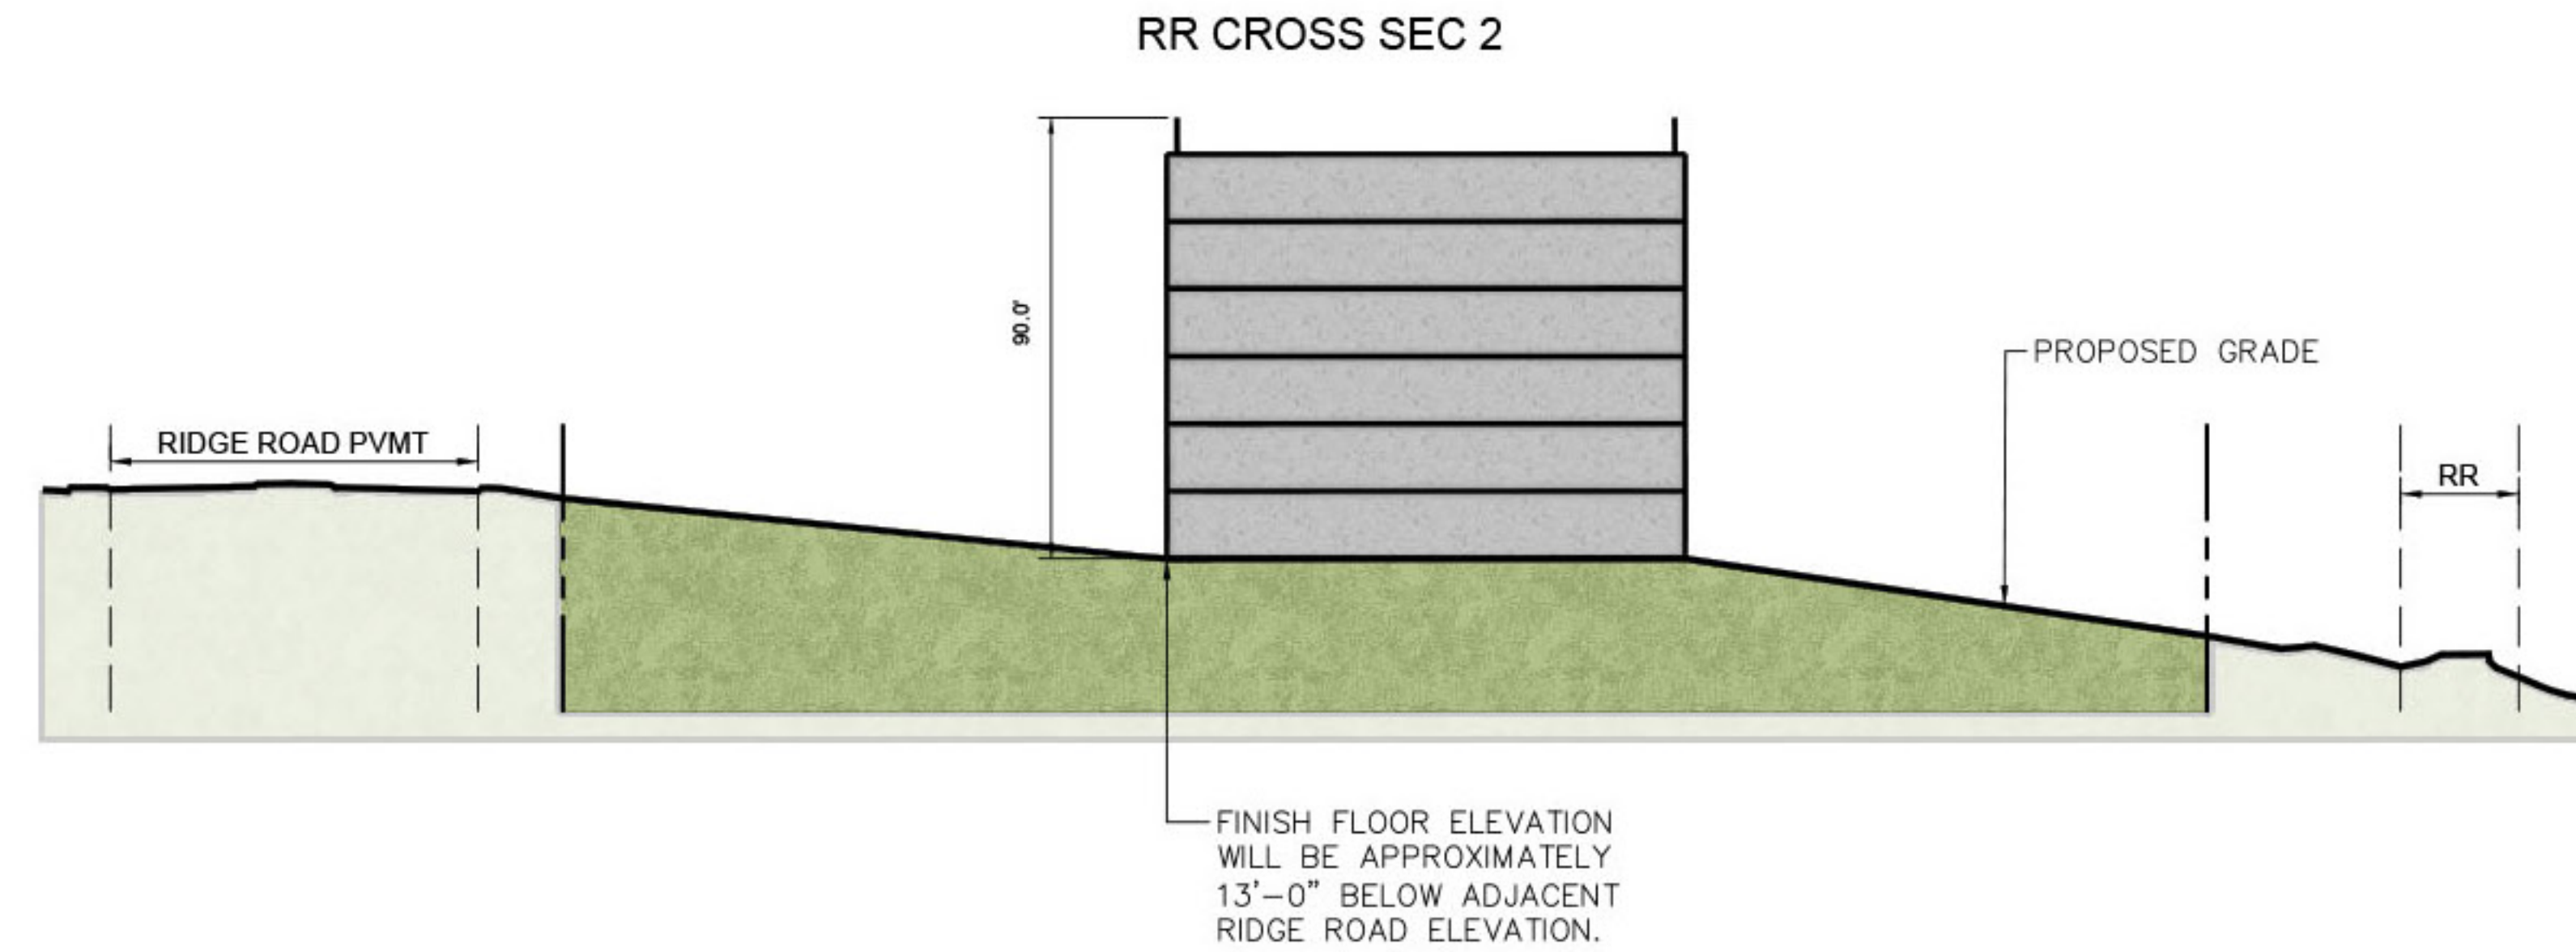 RR CROSS SEC 2
90.0'
PROPOSED GRADE
RIDGE ROAD PVMT
RR
FINISH FLOOR ELEVATION
WILL BE APPROXIMATELY
13'–0" BELOW ADJACENT
RIDGE ROAD ELEVATION.